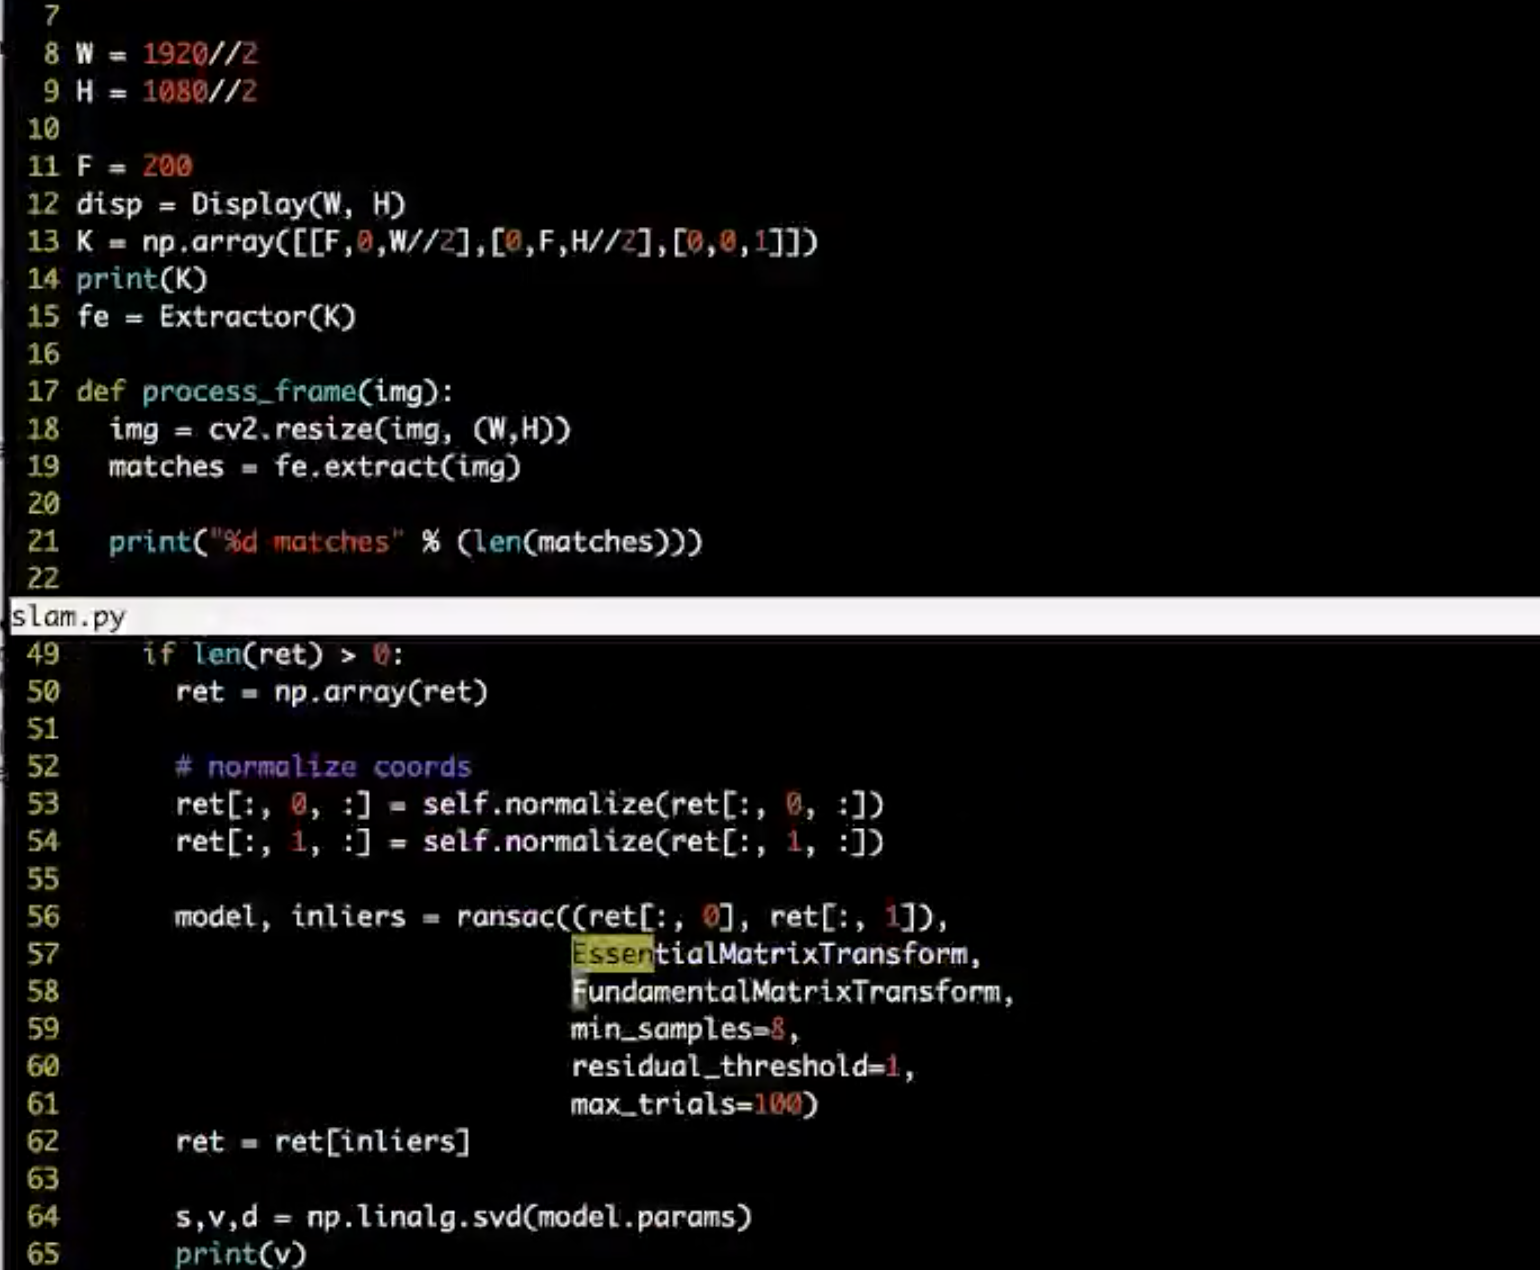 7
8 W = 1920//2
9 H = 1080//2
10
11 F = 200
12 disp = Display(W, H)
13 K = np.array([[F,0,W//2],[0,F,H//2],[0,0,1]])
14 print(K)
15 fe = Extractor(K)
16
17 def process_frame(img):
18   img = cv2.resize(img, (W,H))
19   matches = fe.extract(img)
20
21   print("%d matches" % (len(matches)))
22
slam.py
49     if len(ret) > 0:
50       ret = np.array(ret)
51
52       # normalize coords
53       ret[:, 0, :] = self.normalize(ret[:, 0, :])
54       ret[:, 1, :] = self.normalize(ret[:, 1, :])
55
56       model, inliers = ransac((ret[:, 0], ret[:, 1]),
57                               EssentialMatrixTransform,
58                               FundamentalMatrixTransform,
59                               min_samples=8,
60                               residual_threshold=1,
61                               max_trials=100)
62       ret = ret[inliers]
63
64       s,v,d = np.linalg.svd(model.params)
65       print(v)